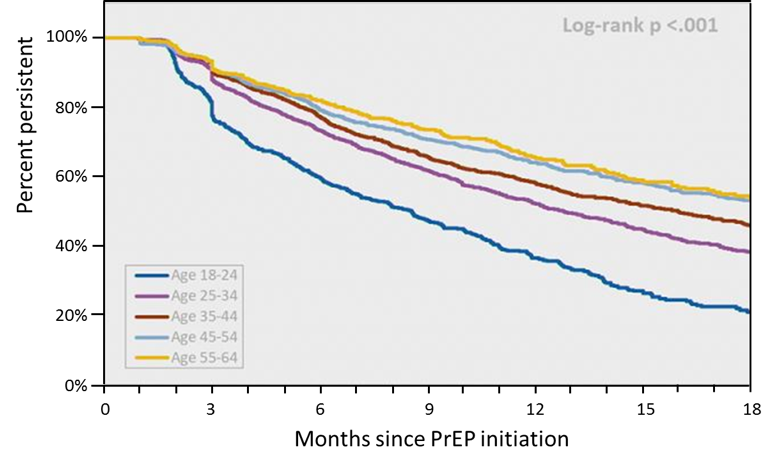 Log-rank p <.001
Percent persistent
100%
80%
60%
40%
20%
0%
Age 18-24
Age 25-34
Age 35-44
Age 45-54
Age 55-64
0 3 6 9 12 15 18
Months since PrEP initiation